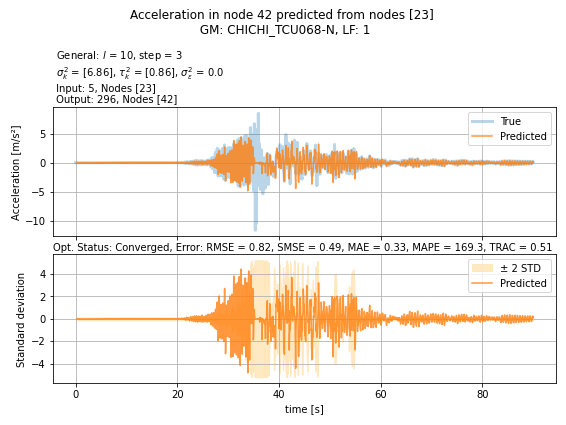 Acceleration in node 42 predicted from nodes [23]
GM: CHICHI_TCU068-N, LF: 1
General: l = 10, step = 3
σ²ₖ = [6.86], τ²ₖ = [0.86], σ²ε = 0.0
Input: 5, Nodes [23]
Output: 296, Nodes [42]
Acceleration [m/s²]
5
0
−5
−10
True
Predicted
Opt. Status: Converged, Error: RMSE = 0.82, SMSE = 0.49, MAE = 0.33, MAPE = 169.3, TRAC = 0.51
Standard deviation
4
2
0
−2
−4
± 2 STD
Predicted
0 20 40 60 80
time [s]